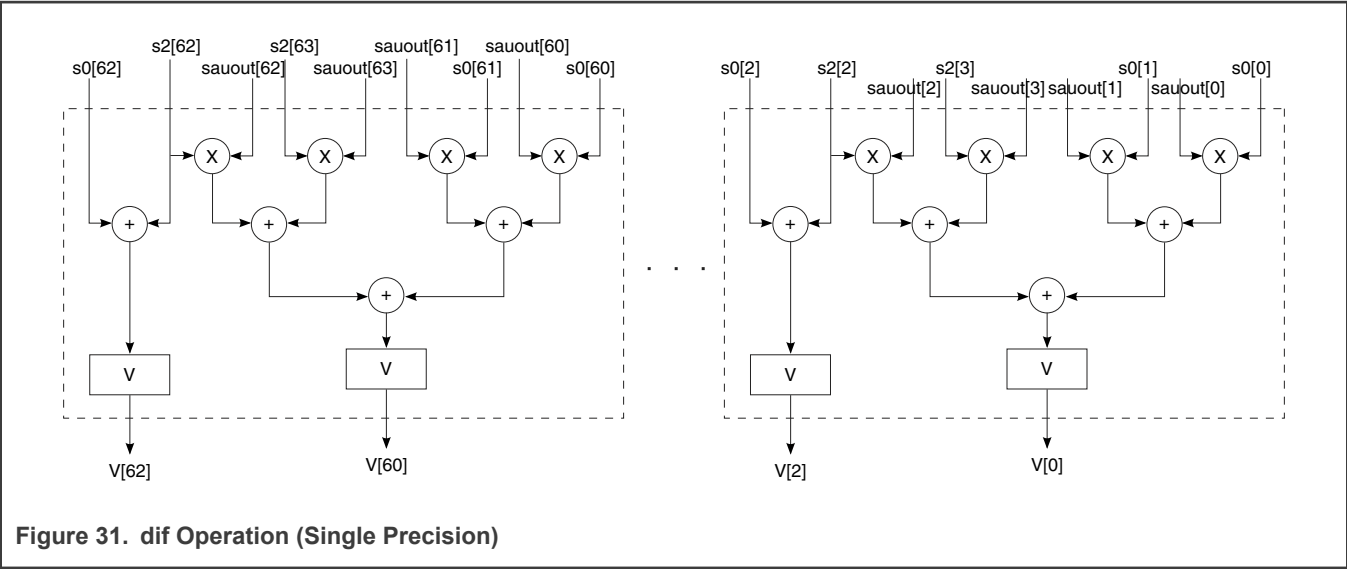 s2[62] s2[63] sauout[61] sauout[60]
s0[62] sauout[62] sauout[63] s0[61] s0[60] s0[2] s2[2] s2[3] s0[1] s0[0]
sauout[2] sauout[3] sauout[1] sauout[0]
X X X X X X X X
+ + + + + +
. . .
+ +
V V V V
V[62] V[60] V[2] V[0]
Figure 31. dif Operation (Single Precision)